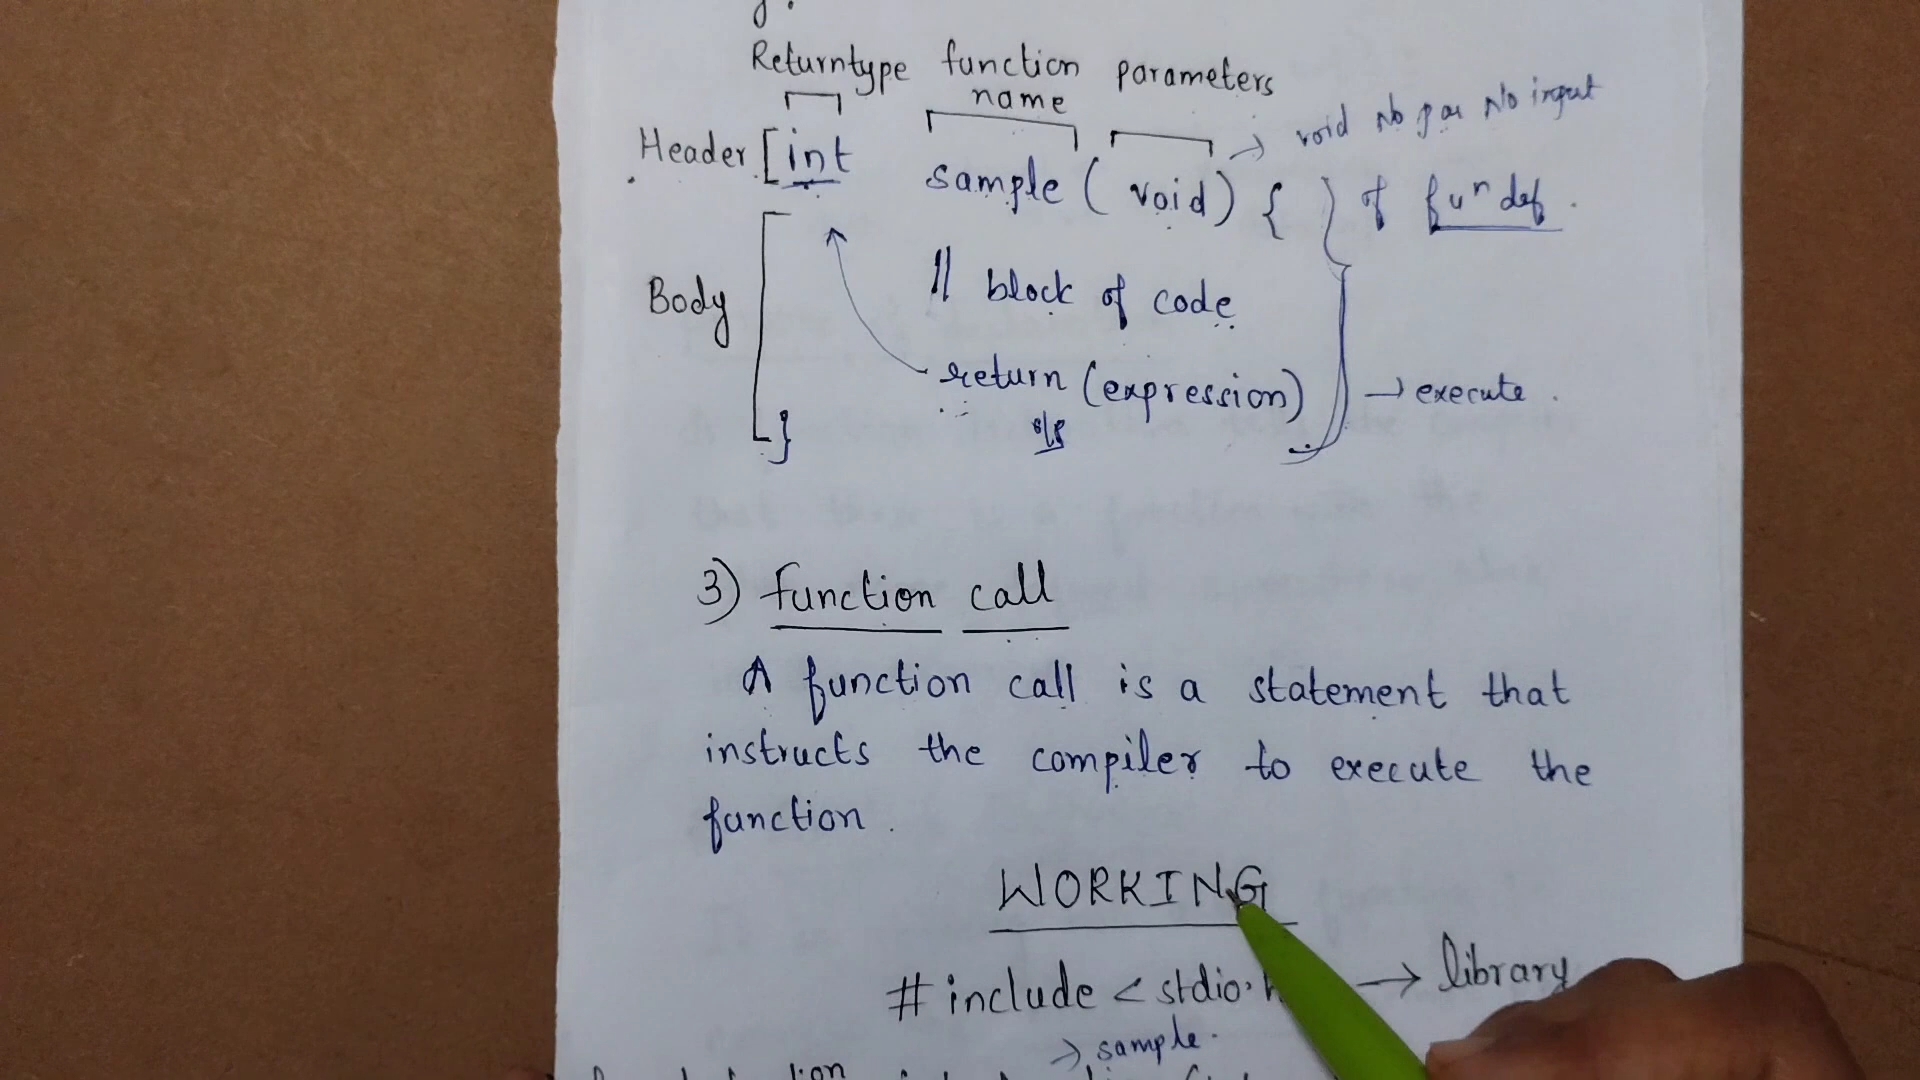 Returntype function parameters
name
void No par No input
Header [int sample (void) { } of fuⁿ def.
Body
// block of code
return (expression) → execute.
o/p
}
3) function call
A function call is a statement that
instructs the compiler to execute the
function.
WORKING
#include <stdio.h → library
→ sample.